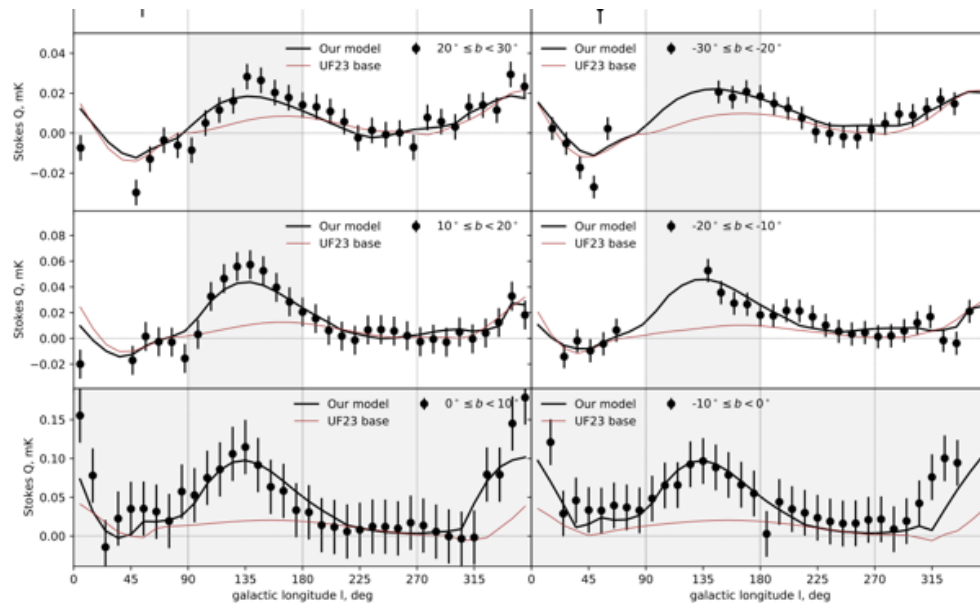 Our model 20° ≤ b < 30°
UF23 base
Our model -30° ≤ b < -20°
UF23 base
Stokes Q, mK
0.04
0.02
0.00
−0.02
Our model 10° ≤ b < 20°
UF23 base
Our model -20° ≤ b < -10°
UF23 base
Stokes Q, mK
0.08
0.06
0.04
0.02
0.00
−0.02
Our model 0° ≤ b < 10°
UF23 base
Our model -10° ≤ b < 0°
UF23 base
Stokes Q, mK
0.15
0.10
0.05
0.00
0 45 90 135 180 225 270 315 0 45 90 135 180 225 270 315
galactic longitude l, deg galactic longitude l, deg